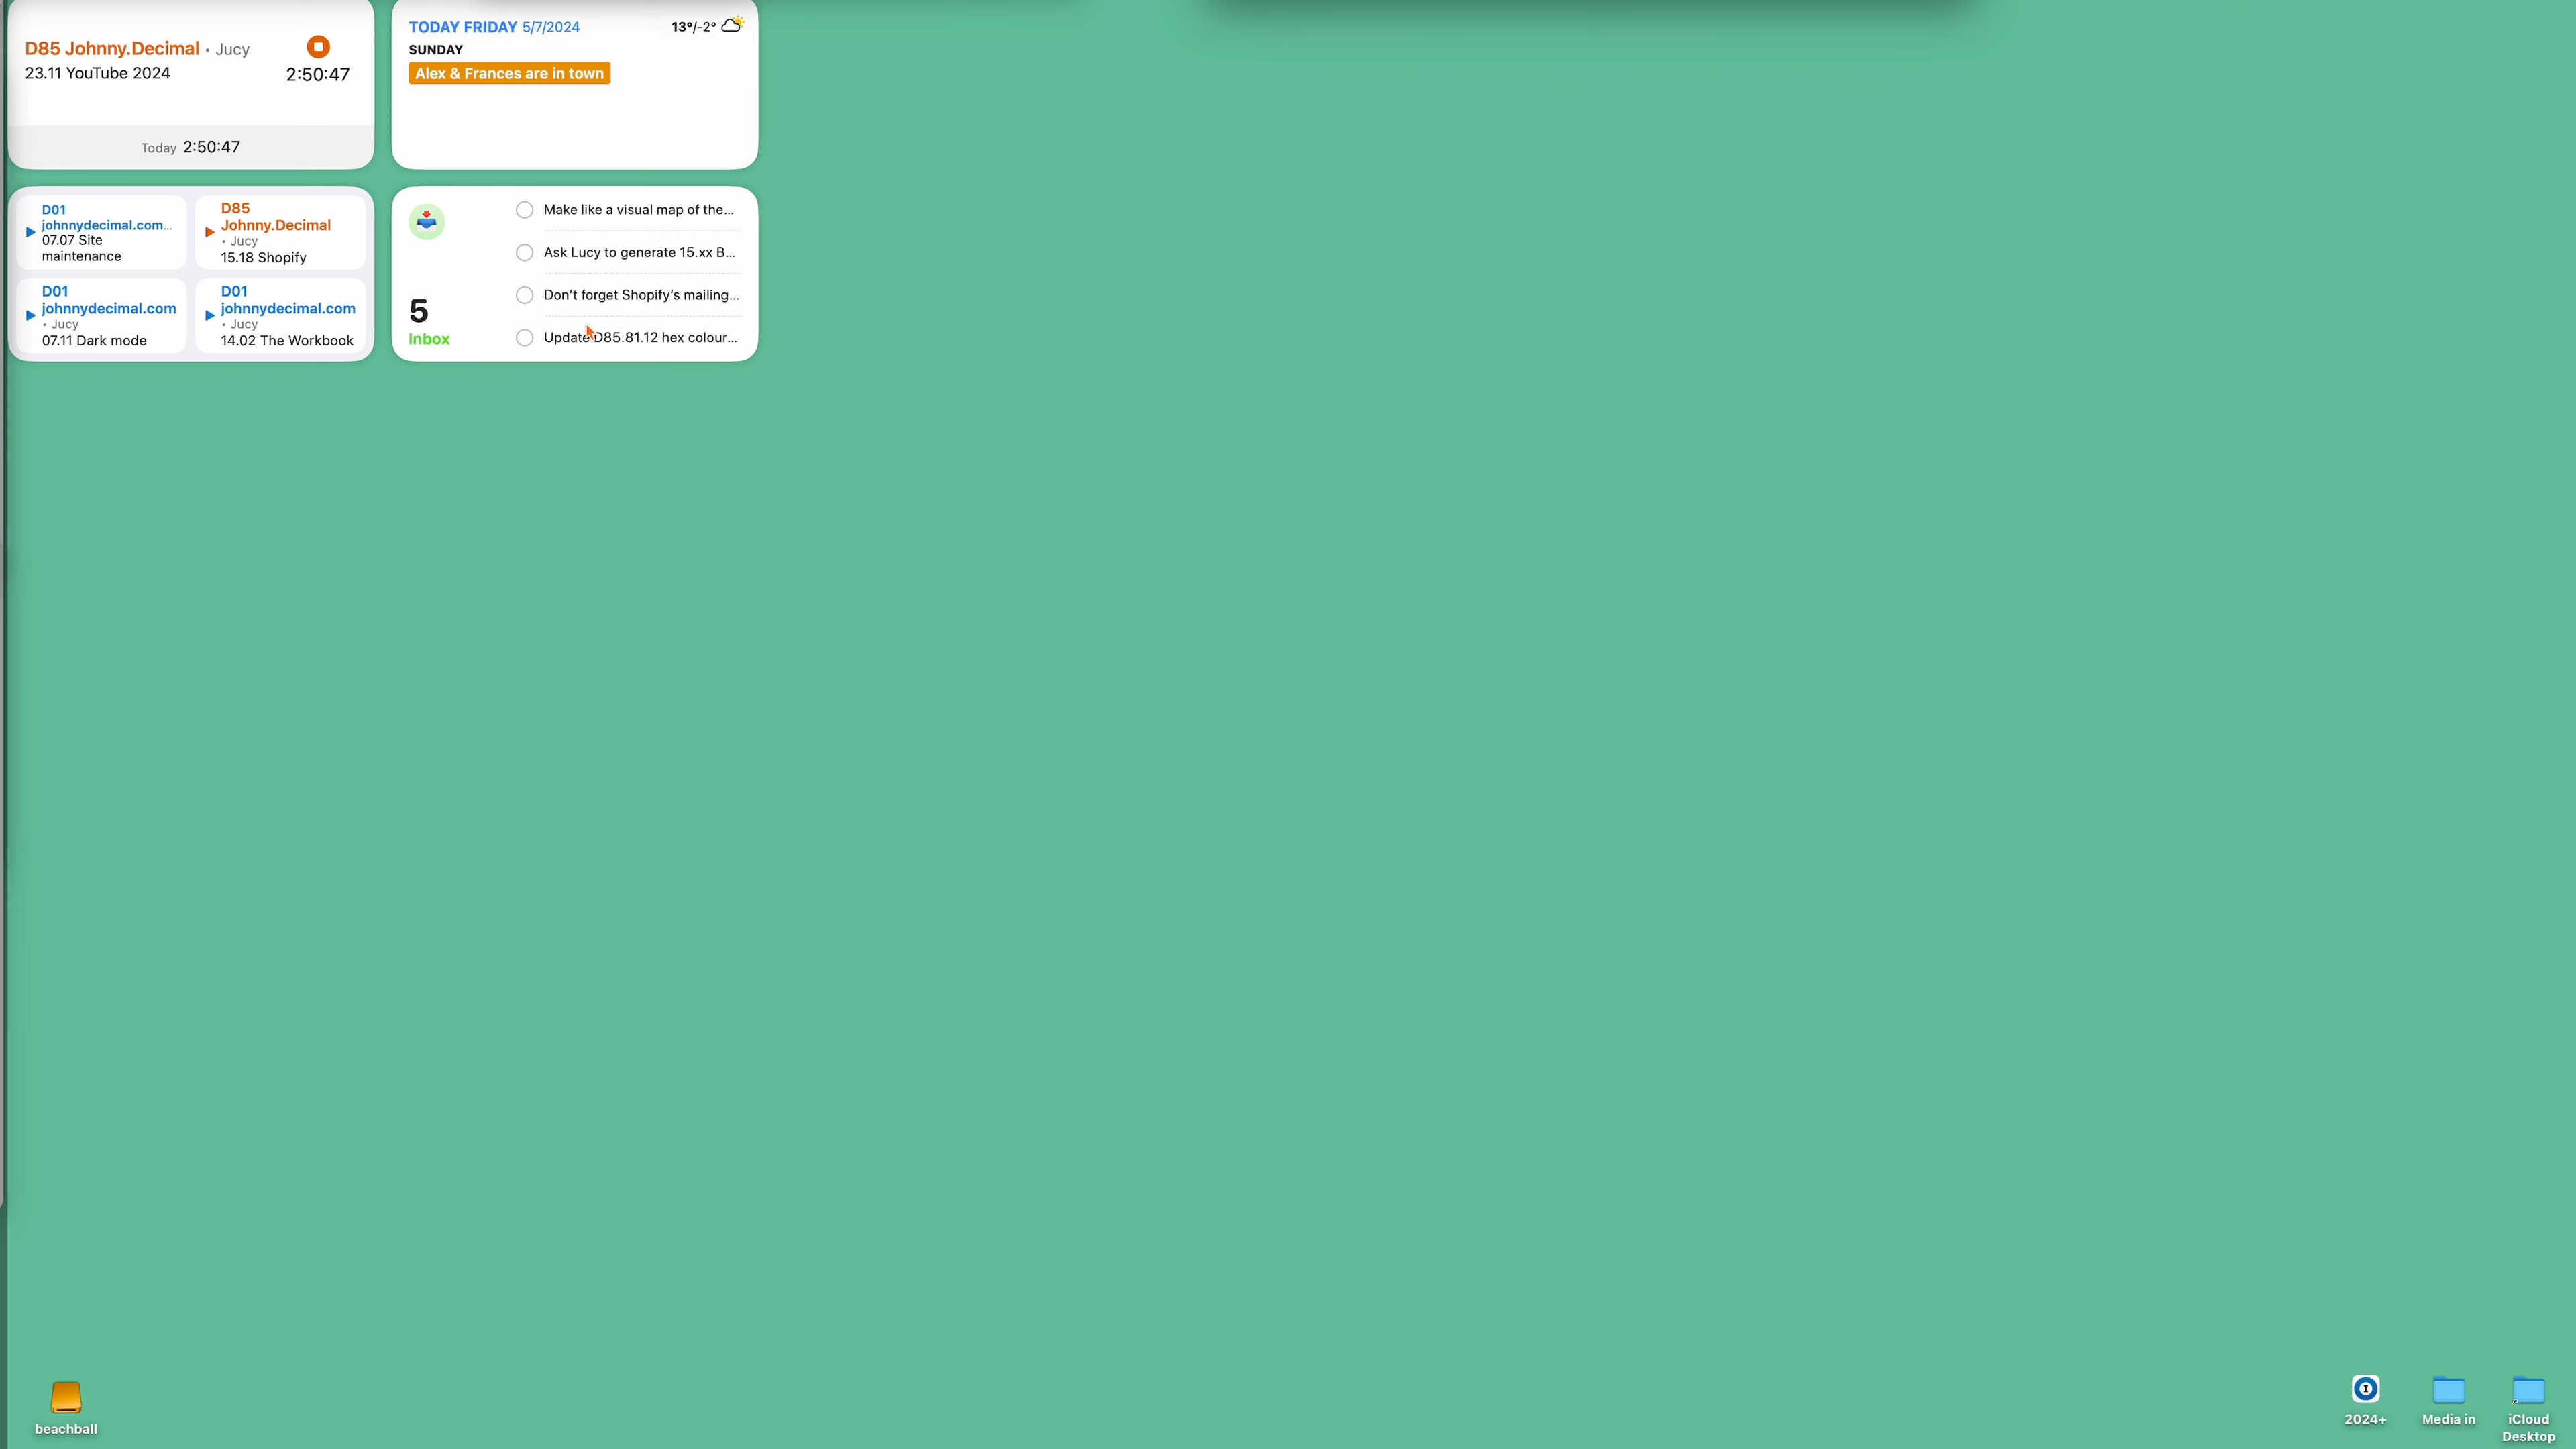 D85 Johnny.Decimal • Jucy
23.11 YouTube 2024
2:50:47
Today 2:50:47
TODAY FRIDAY 5/7/2024
13°/-2°
SUNDAY
Alex & Frances are in town
D01
johnnydecimal.com...
07.07 Site
maintenance
D85
Johnny.Decimal
• Jucy
15.18 Shopify
D01
johnnydecimal.com
• Jucy
07.11 Dark mode
D01
johnnydecimal.com
• Jucy
14.02 The Workbook
5
Inbox
Make like a visual map of the...
Ask Lucy to generate 15.xx B...
Don't forget Shopify's mailing...
Update D85.81.12 hex colour...
beachball
2024+
Media in
iCloud
Desktop